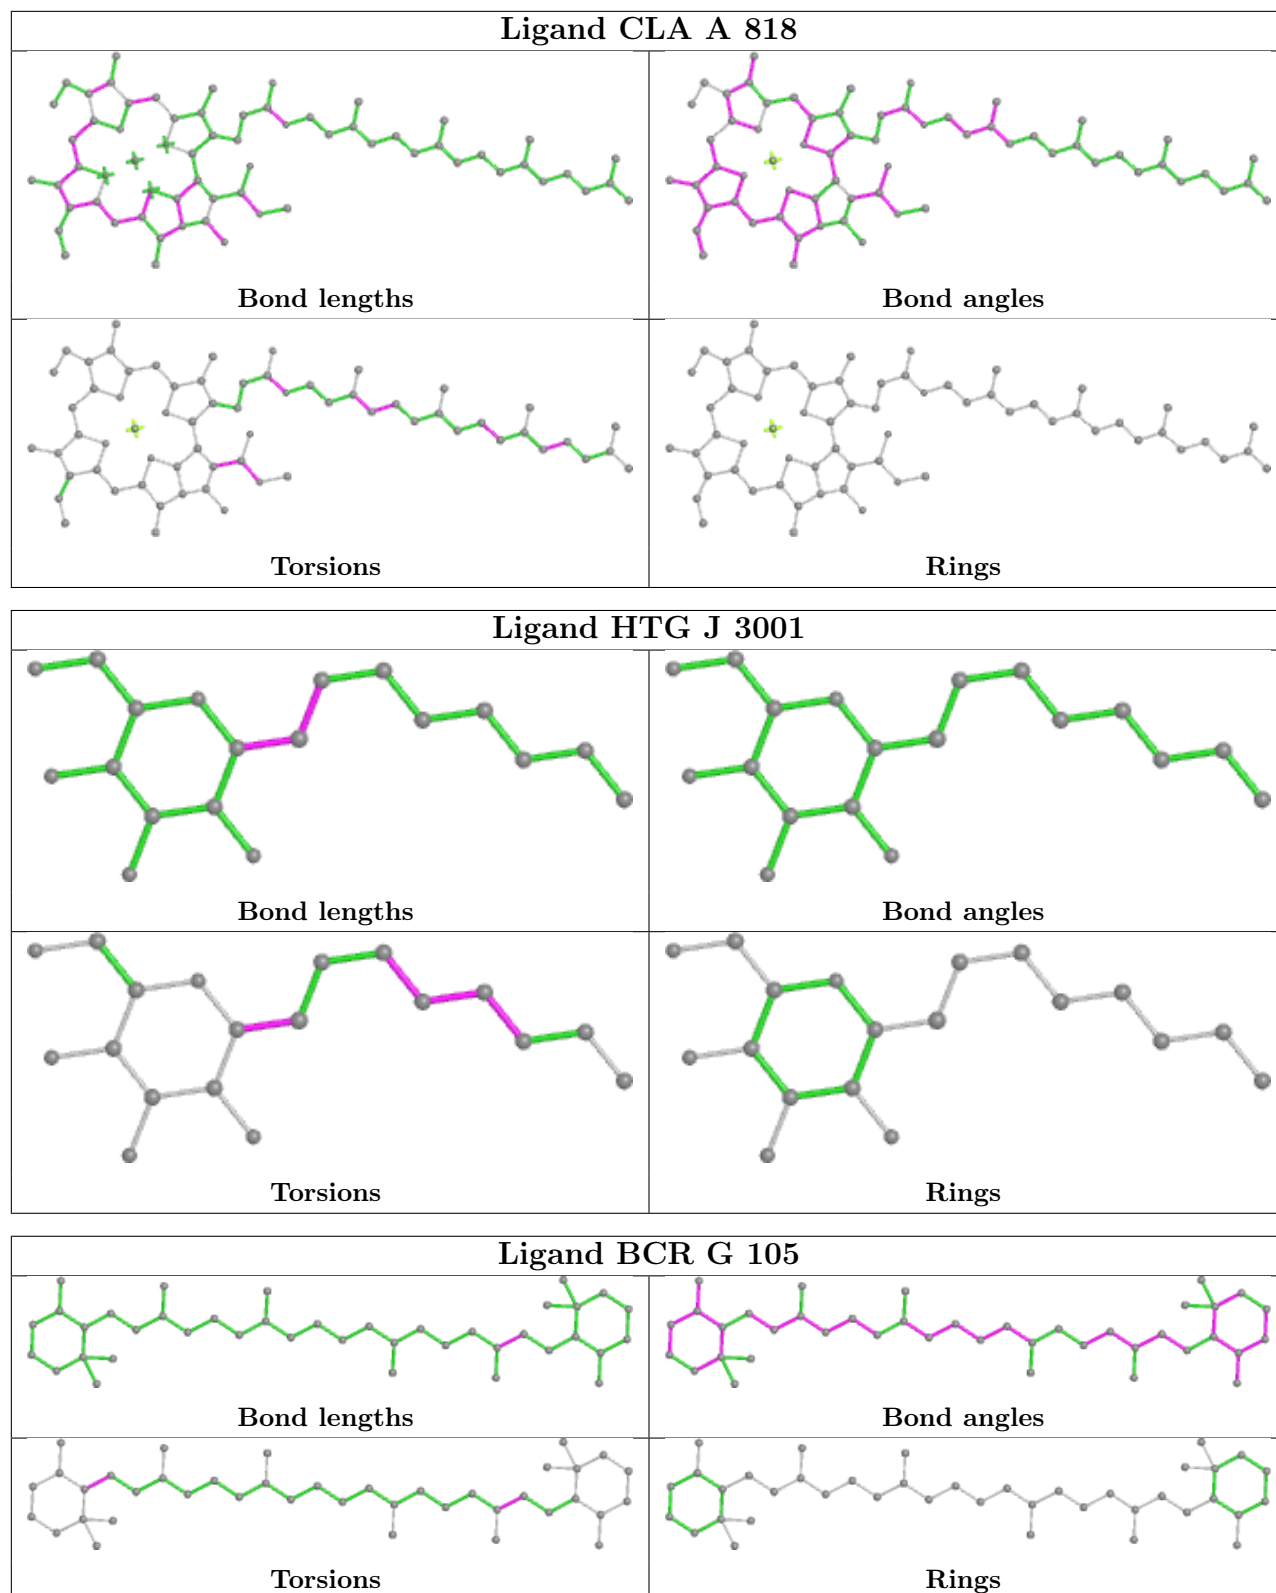 Ligand CLA A 818
Bond lengths
Bond angles
Torsions
Rings
Ligand HTG J 3001
Bond lengths
Bond angles
Torsions
Rings
Ligand BCR G 105
Bond lengths
Bond angles
Torsions
Rings